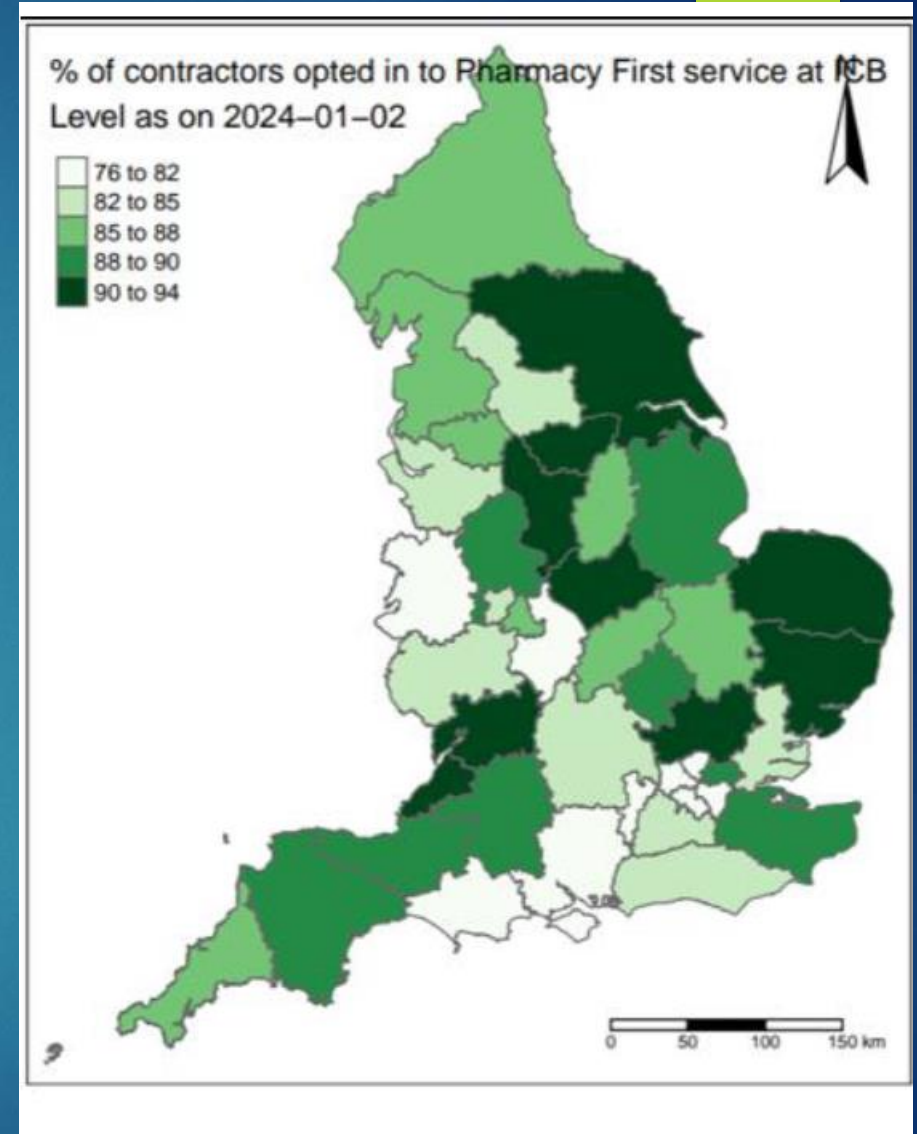 % of contractors opted in to Pharmacy First service at ICB
Level as on 2024–01–02
76 to 82
82 to 85
85 to 88
88 to 90
90 to 94
0 50 100 150 km